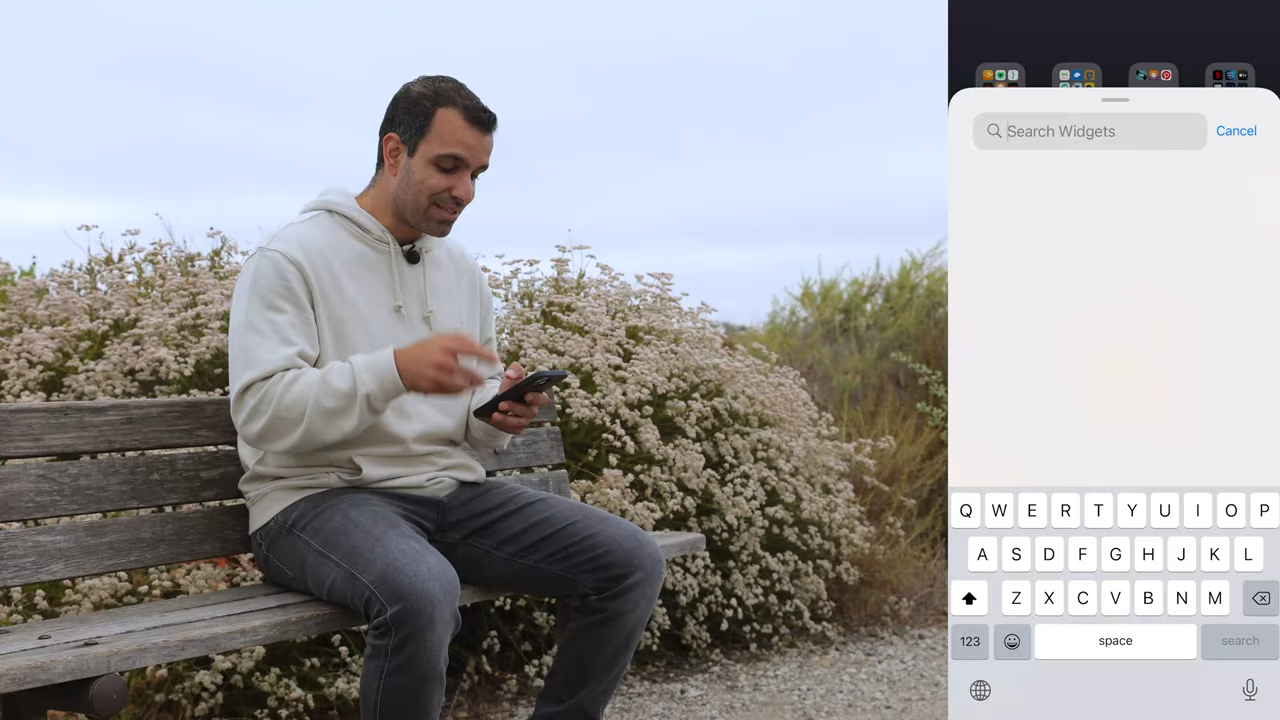 Search Widgets
Cancel
Q W E R T Y U I O P
A S D F G H J K L
Z X C V B N M
123 space search